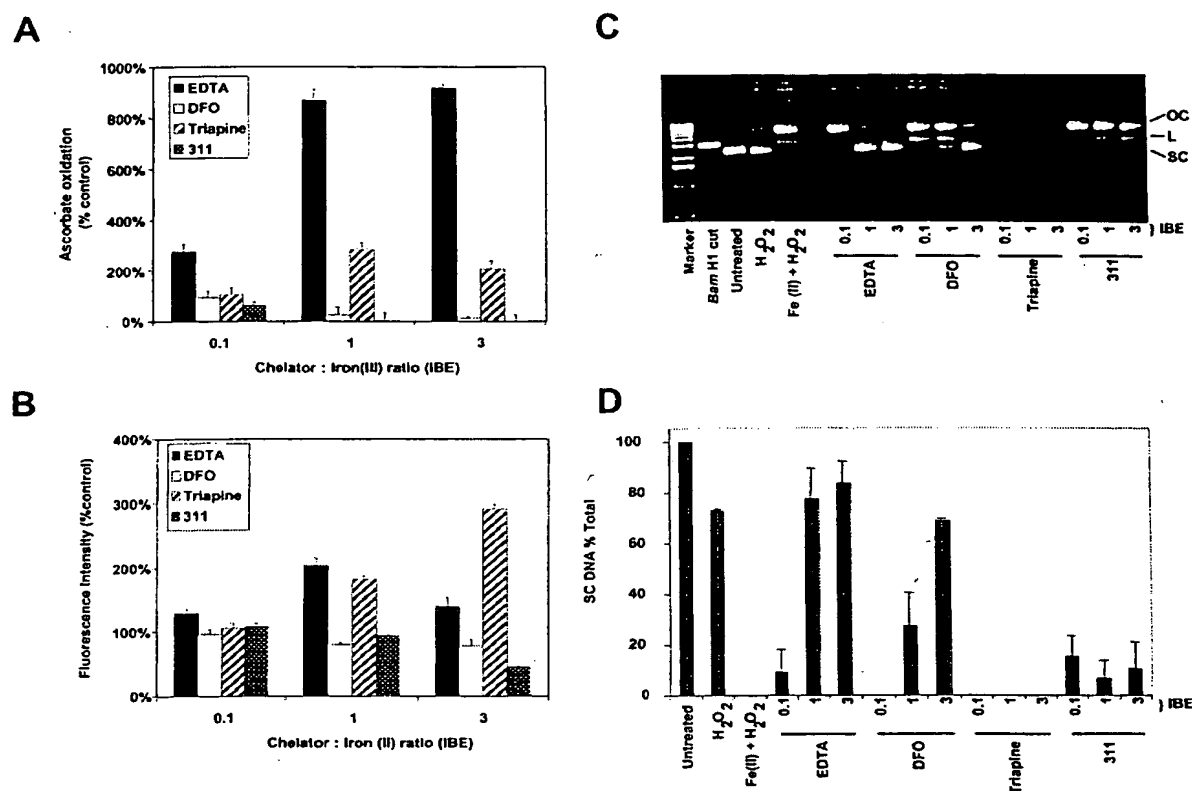 A
1000%
800%
600%
400%
200%
0%
Ascorbate oxidation
(% control)
EDTA
DFO
Triapine
311
0.1
1
3
Chelator : Iron(III) ratio (IBE)
B
400%
300%
200%
100%
0%
Fluorescence Intensity (%control)
EDTA
DFO
Triapine
311
0.1
1
3
Chelator : Iron (II) ratio (IBE)
C
OC
L
SC
Marker
Bam H1 cut
Untreated
H2O2
Fe (II) + H2O2
0.1 1 3
0.1 1 3
0.1 1 3
0.1 1 3
} IBE
EDTA
DFO
Triapine
311
D
100
80
60
40
20
0
SC DNA % Total
Untreated
H2O2
Fe(II) + H2O2
0.1 1 3
0.1 1 3
0.1 1 3
0.1 1 3
} IBE
EDTA
DFO
Triapine
311